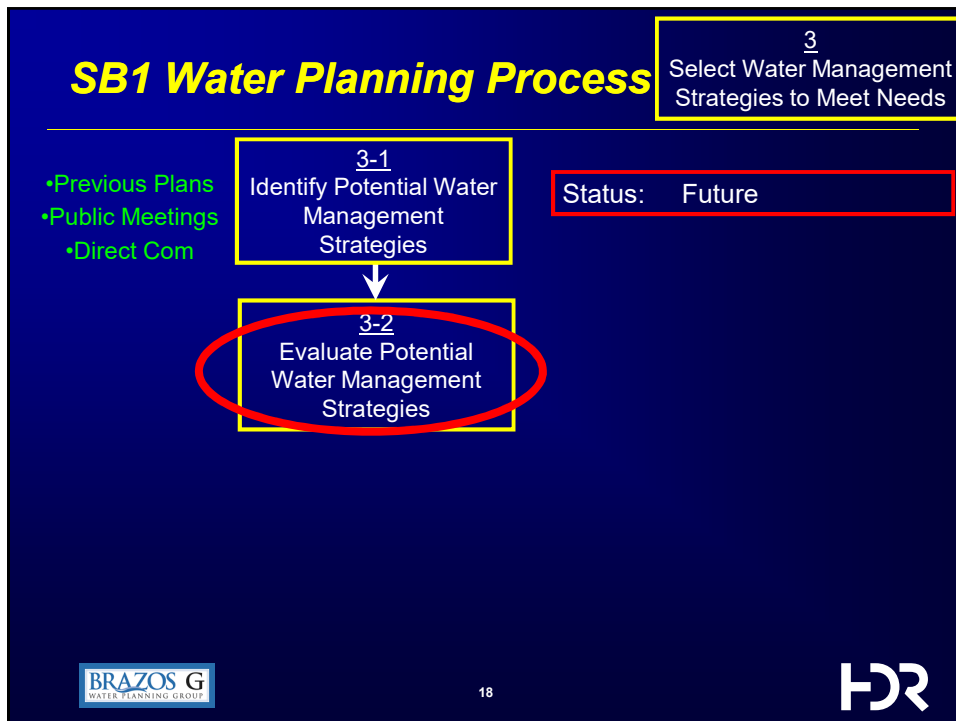 SB1 Water Planning Process
3
Select Water Management
Strategies to Meet Needs
•Previous Plans
•Public Meetings
•Direct Com
3-1
Identify Potential Water
Management
Strategies
Status: Future
3-2
Evaluate Potential
Water Management
Strategies
BRAZOS G
WATER PLANNING GROUP
18
HDR